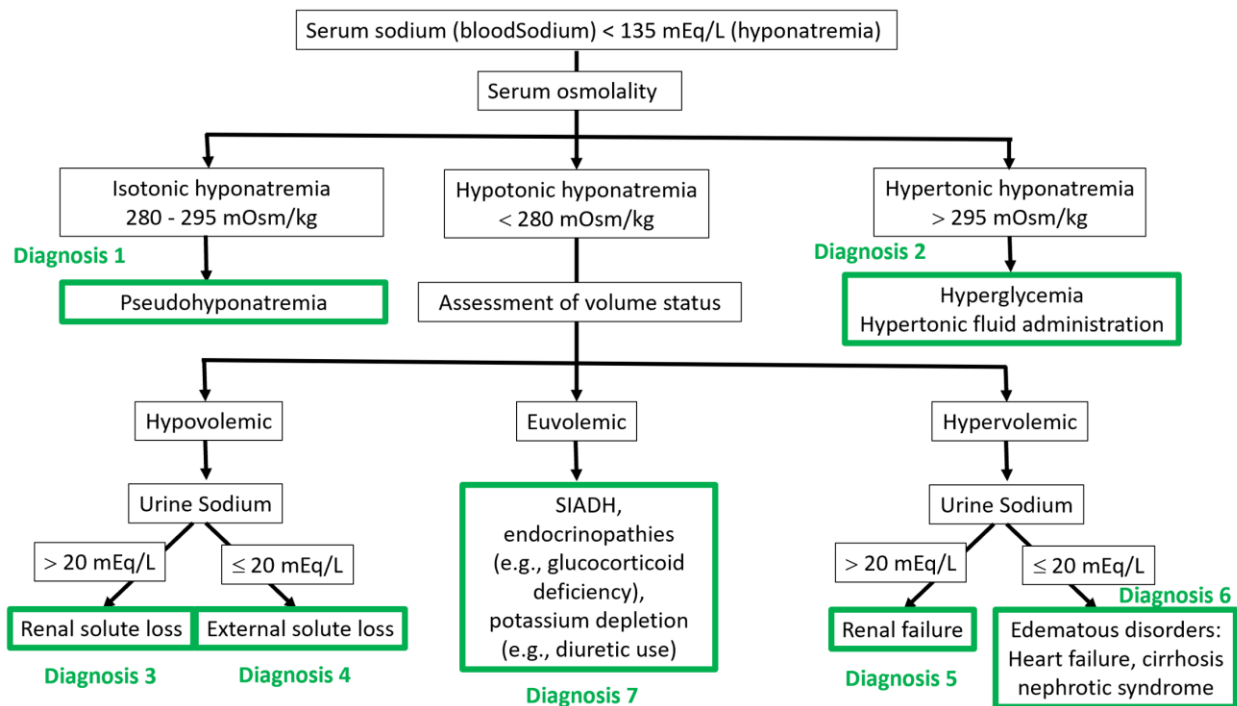 Serum sodium (bloodSodium) < 135 mEq/L (hyponatremia)
Serum osmolality
Isotonic hyponatremia
280 - 295 mOsm/kg
Hypotonic hyponatremia
< 280 mOsm/kg
Hypertonic hyponatremia
> 295 mOsm/kg
Diagnosis 1
Diagnosis 2
Pseudohyponatremia
Assessment of volume status
Hyperglycemia
Hypertonic fluid administration
Hypovolemic
Euvolemic
Hypervolemic
Urine Sodium
> 20 mEq/L
≤ 20 mEq/L
Renal solute loss
External solute loss
Diagnosis 3
Diagnosis 4
SIADH,
endocrinopathies
(e.g., glucocorticoid
deficiency),
potassium depletion
(e.g., diuretic use)
Diagnosis 7
Urine Sodium
> 20 mEq/L
≤ 20 mEq/L
Diagnosis 6
Renal failure
Diagnosis 5
Edematous disorders:
Heart failure, cirrhosis
nephrotic syndrome